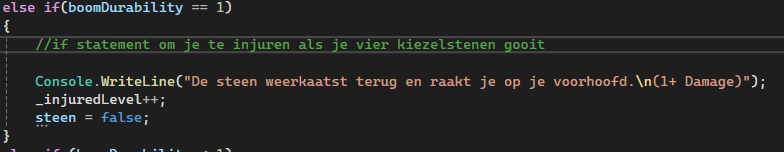 else if(boomDurability == 1)
{
//if statement om je te injuren als je vier kiezelstenen gooit
Console.WriteLine("De steen weerkaatst terug en raakt je op je voorhoofd.\n(1+ Damage)");
_injuredLevel++;
steen = false;
}